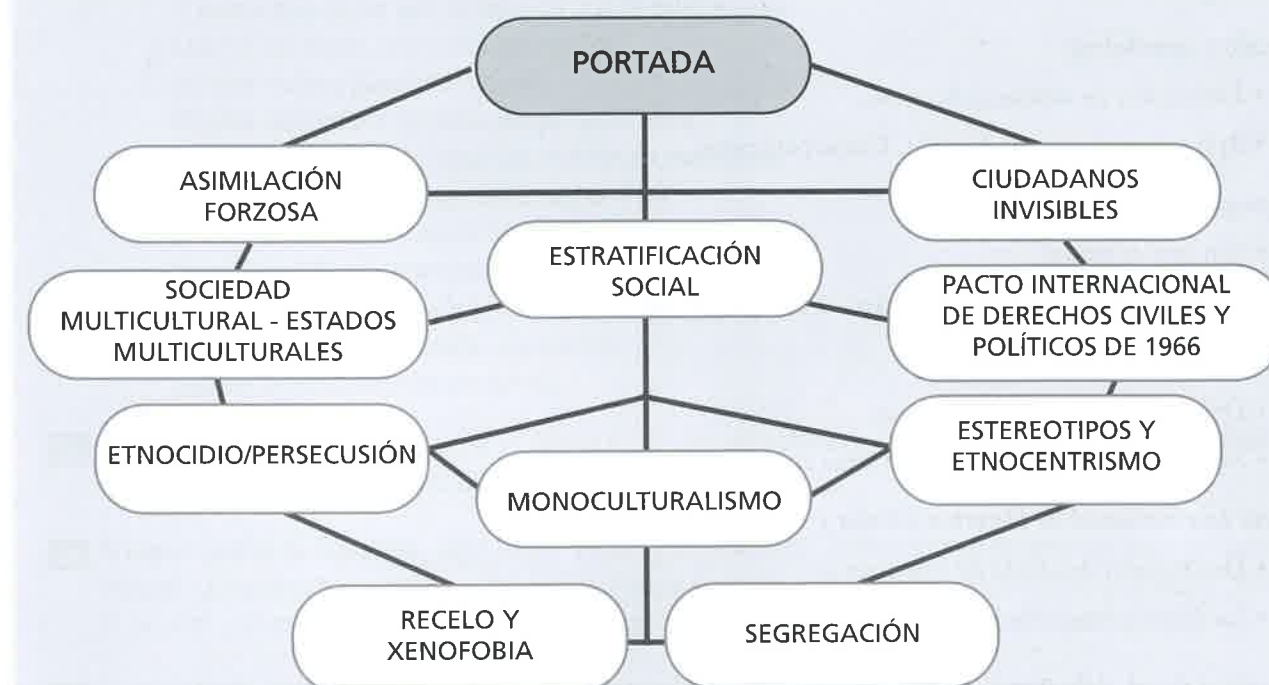 PORTADA
ASIMILACIÓN
FORZOSA
CIUDADANOS
INVISIBLES
ESTRATIFICACIÓN
SOCIAL
SOCIEDAD
MULTICULTURAL - ESTADOS
MULTICULTURALES
PACTO INTERNACIONAL
DE DERECHOS CIVILES Y
POLÍTICOS DE 1966
ETNOCIDIO/PERSECUSIÓN
ESTEREOTIPOS Y
ETNOCENTRISMO
MONOCULTURALISMO
RECELO Y
XENOFOBIA
SEGREGACIÓN